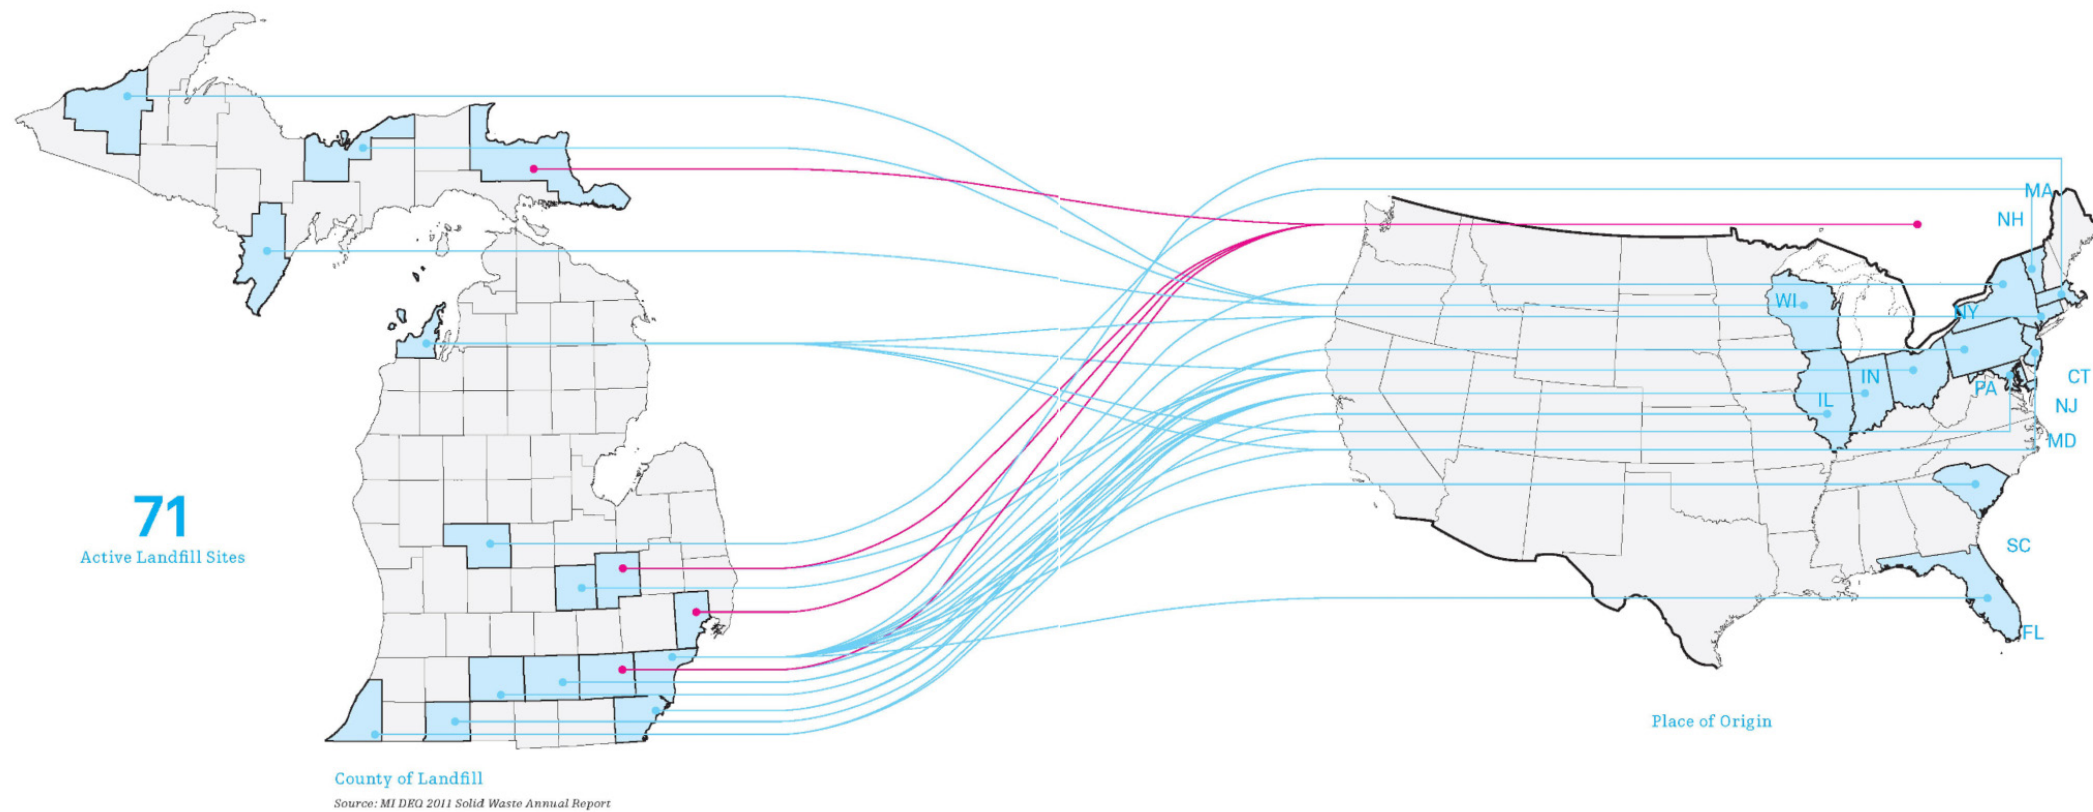 71
Active Landfill Sites
County of Landfill
Source: MI DEQ 2011 Solid Waste Annual Report
MA
NH
WI
NY
IN
PA
CT
IL
NJ
MD
SC
FL
Place of Origin